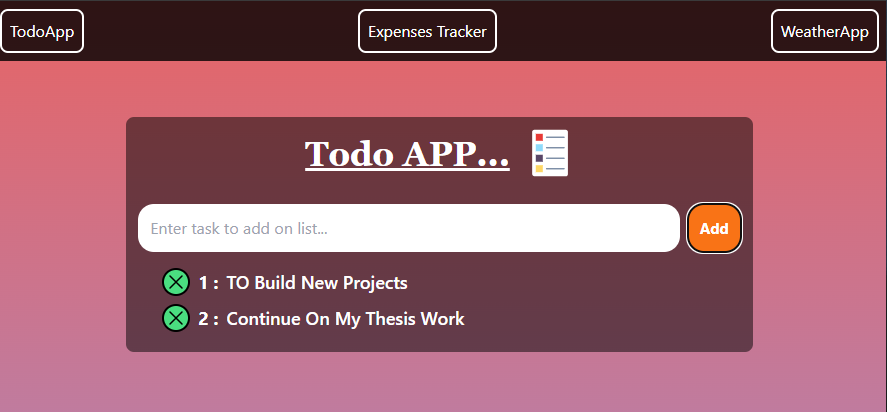 TodoApp Expenses Tracker WeatherApp
Todo APP...
Enter task to add on list... Add
1 : TO Build New Projects
2 : Continue On My Thesis Work